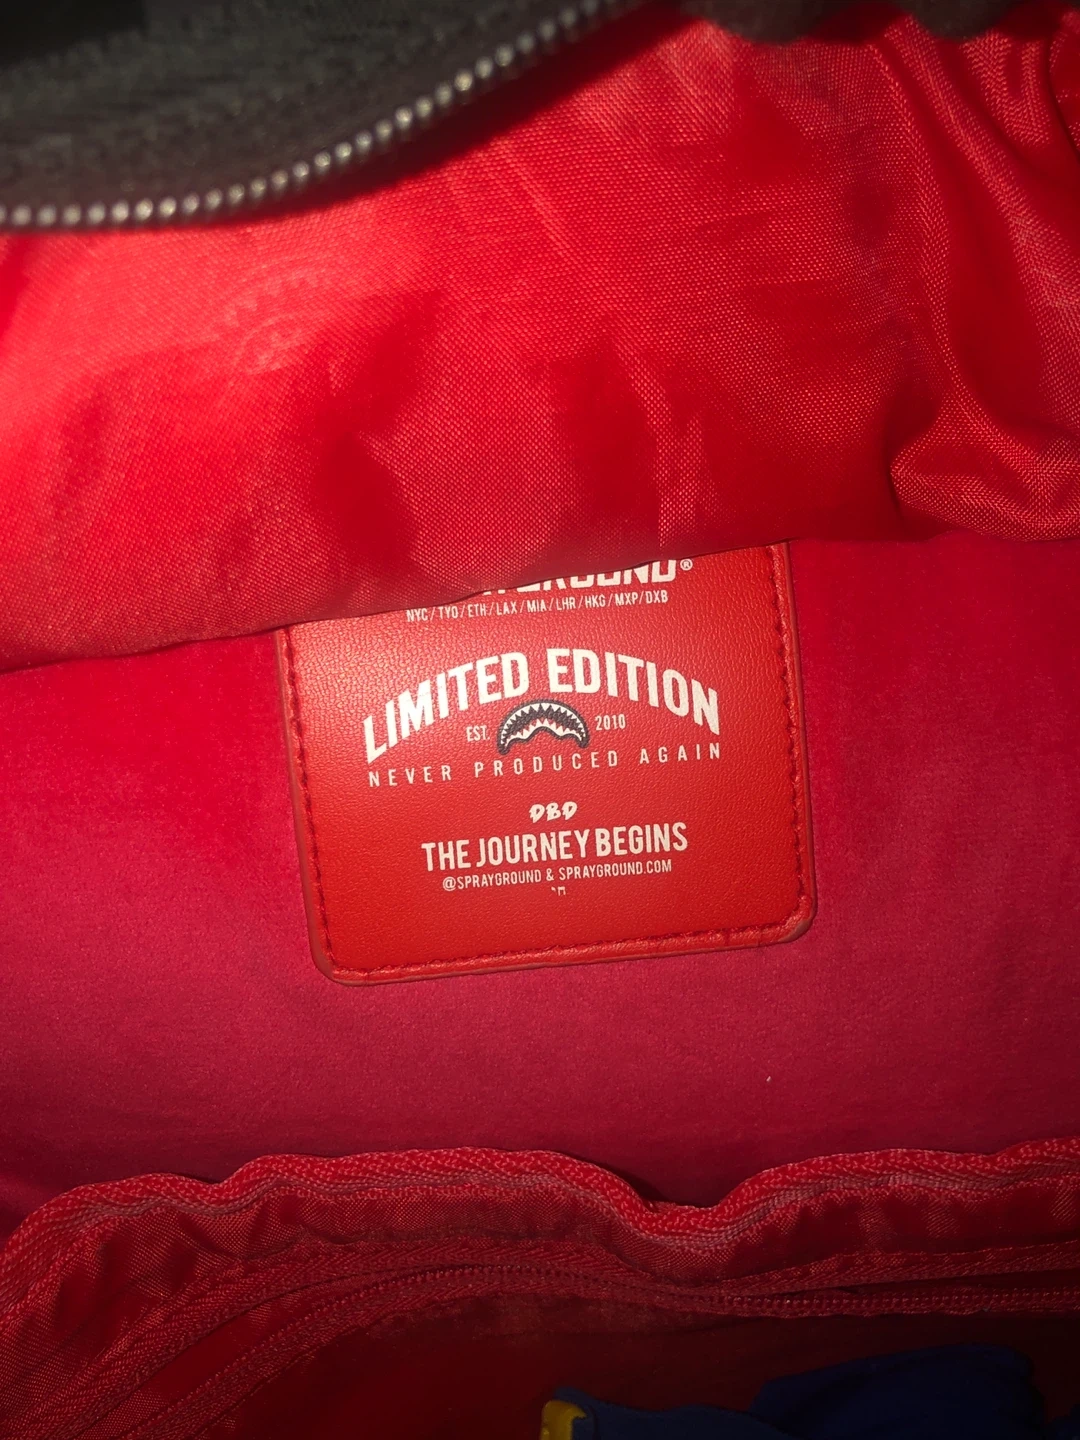 NYC / TYO / ETH / LAX / MIA / LHR / HKG / MXP / DXB
LIMITED EDITION
EST. 2010
NEVER PRODUCED AGAIN
DBD
THE JOURNEY BEGINS
@SPRAYGROUND & SPRAYGROUND.COM